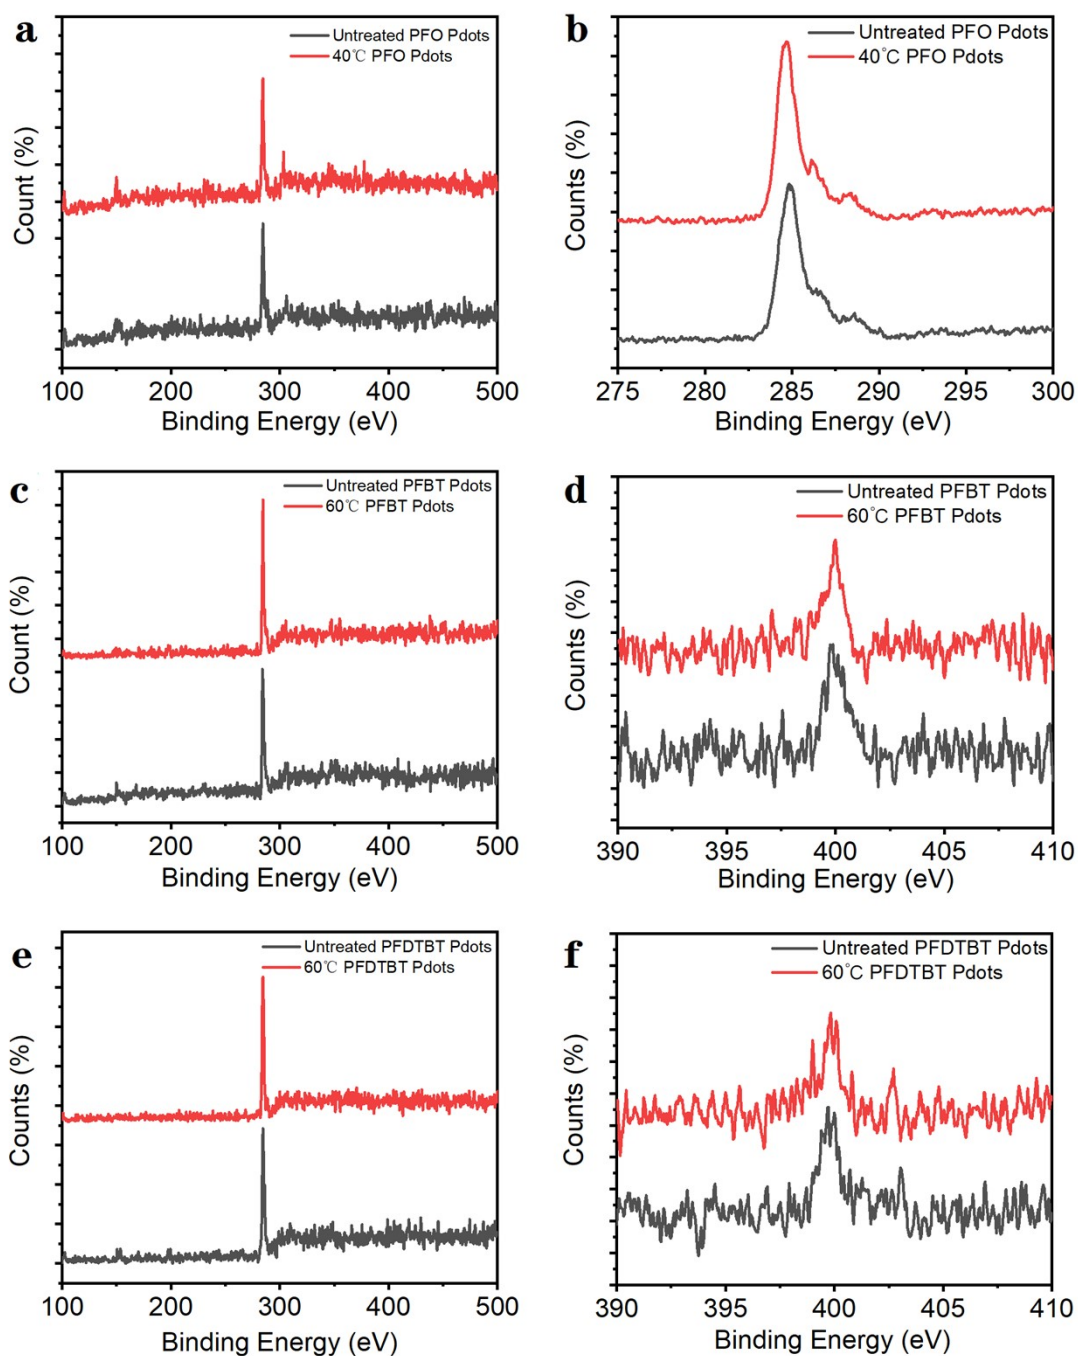 a
Untreated PFO Pdots
40℃ PFO Pdots
Count (%)
100 200 300 400 500
Binding Energy (eV)
b
Untreated PFO Pdots
40°C PFO Pdots
Counts (%)
275 280 285 290 295 300
Binding Energy (eV)
c
Untreated PFBT Pdots
60℃ PFBT Pdots
Count (%)
100 200 300 400 500
Binding Energy (eV)
d
Untreated PFBT Pdots
60°C PFBT Pdots
Counts (%)
390 395 400 405 410
Binding Energy (eV)
e
Untreated PFDTBT Pdots
60℃ PFDTBT Pdots
Counts (%)
100 200 300 400 500
Binding Energy (eV)
f
Untreated PFDTBT Pdots
60°C PFDTBT Pdots
Counts (%)
390 395 400 405 410
Binding Energy (eV)